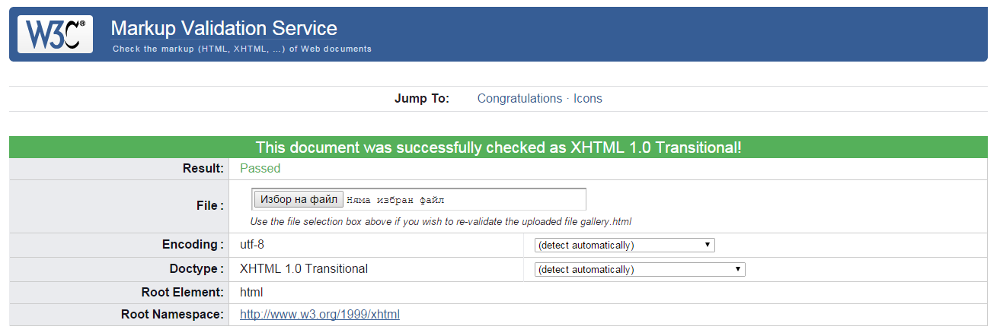 W3C®
Markup Validation Service
Check the markup (HTML, XHTML, ...) of Web documents
Jump To: Congratulations · Icons
This document was successfully checked as XHTML 1.0 Transitional!
Result: Passed
File : Избор на файл Няма избран файл
Use the file selection box above if you wish to re-validate the uploaded file gallery.html
Encoding : utf-8 (detect automatically)
Doctype : XHTML 1.0 Transitional (detect automatically)
Root Element: html
Root Namespace: http://www.w3.org/1999/xhtml